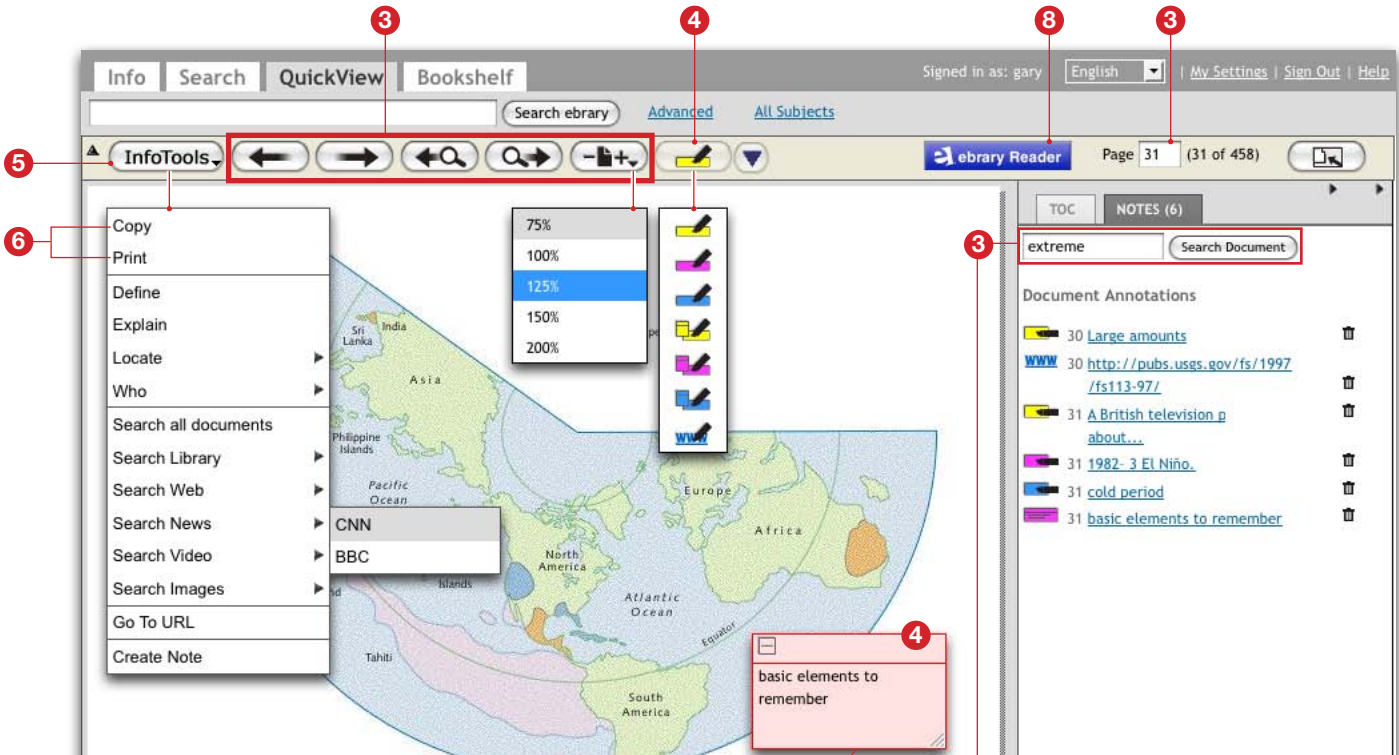 3 4 8 3
Info Search QuickView Bookshelf Signed in as: gary English | My Settings | Sign Out | Help
Search ebrary Advanced All Subjects
5 InfoTools -+ ebrary Reader Page 31 (31 of 458)
TOC NOTES (6)
6
Copy
Print
Define
Explain
Locate
Who
Search all documents
Search Library
Search Web
Search News
Search Video
Search Images
Go To URL
Create Note
CNN
BBC
75%
100%
125%
150%
200%
www
3 extreme Search Document
Document Annotations
30 Large amounts
www 30 http://pubs.usgs.gov/fs/1997
/fs113-97/
31 A British television p
about...
31 1982- 3 El Niño.
31 cold period
31 basic elements to remember
Sri
Lanka
India
Asia
Philippine
Islands
Pacific
Ocean
Europe
Africa
North
America
Islands
Atlantic
Ocean
Equator
Tahiti
South
America
4
basic elements to
remember